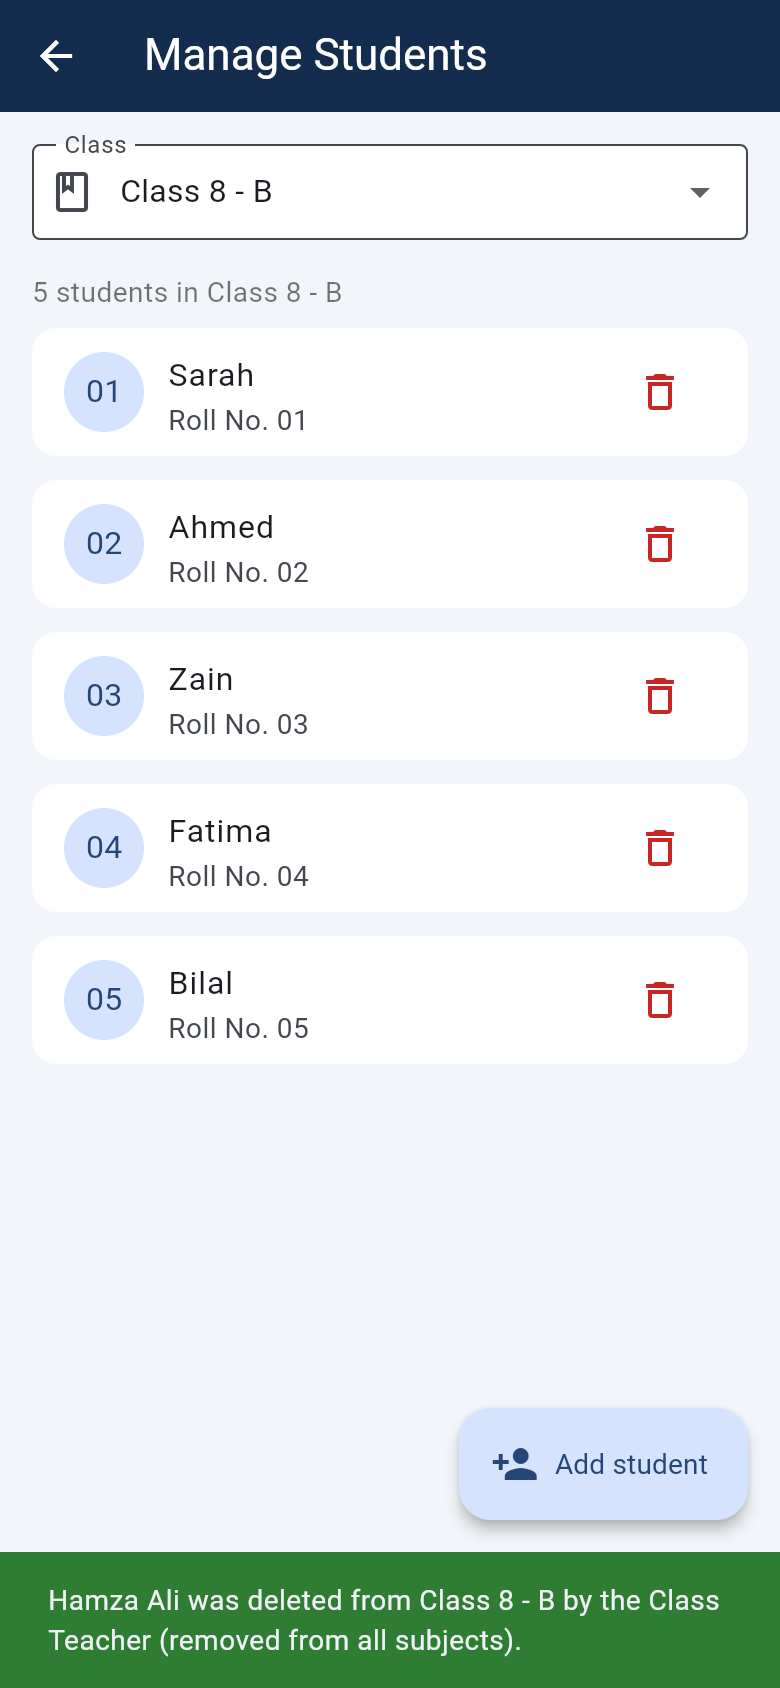 Manage Students
Class
Class 8 - B
5 students in Class 8 - B
01
Sarah
Roll No. 01
02
Ahmed
Roll No. 02
03
Zain
Roll No. 03
04
Fatima
Roll No. 04
05
Bilal
Roll No. 05
Add student
Hamza Ali was deleted from Class 8 - B by the Class
Teacher (removed from all subjects).